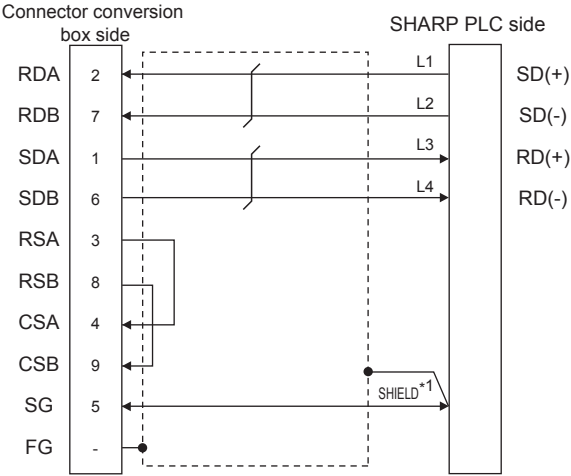 Connector conversion
box side
SHARP PLC side
RDA 2 L1 SD(+)
RDB 7 L2 SD(-)
SDA 1 L3 RD(+)
SDB 6 L4 RD(-)
RSA 3
RSB 8
CSA 4
CSB 9
SHIELD*1
SG 5
FG -